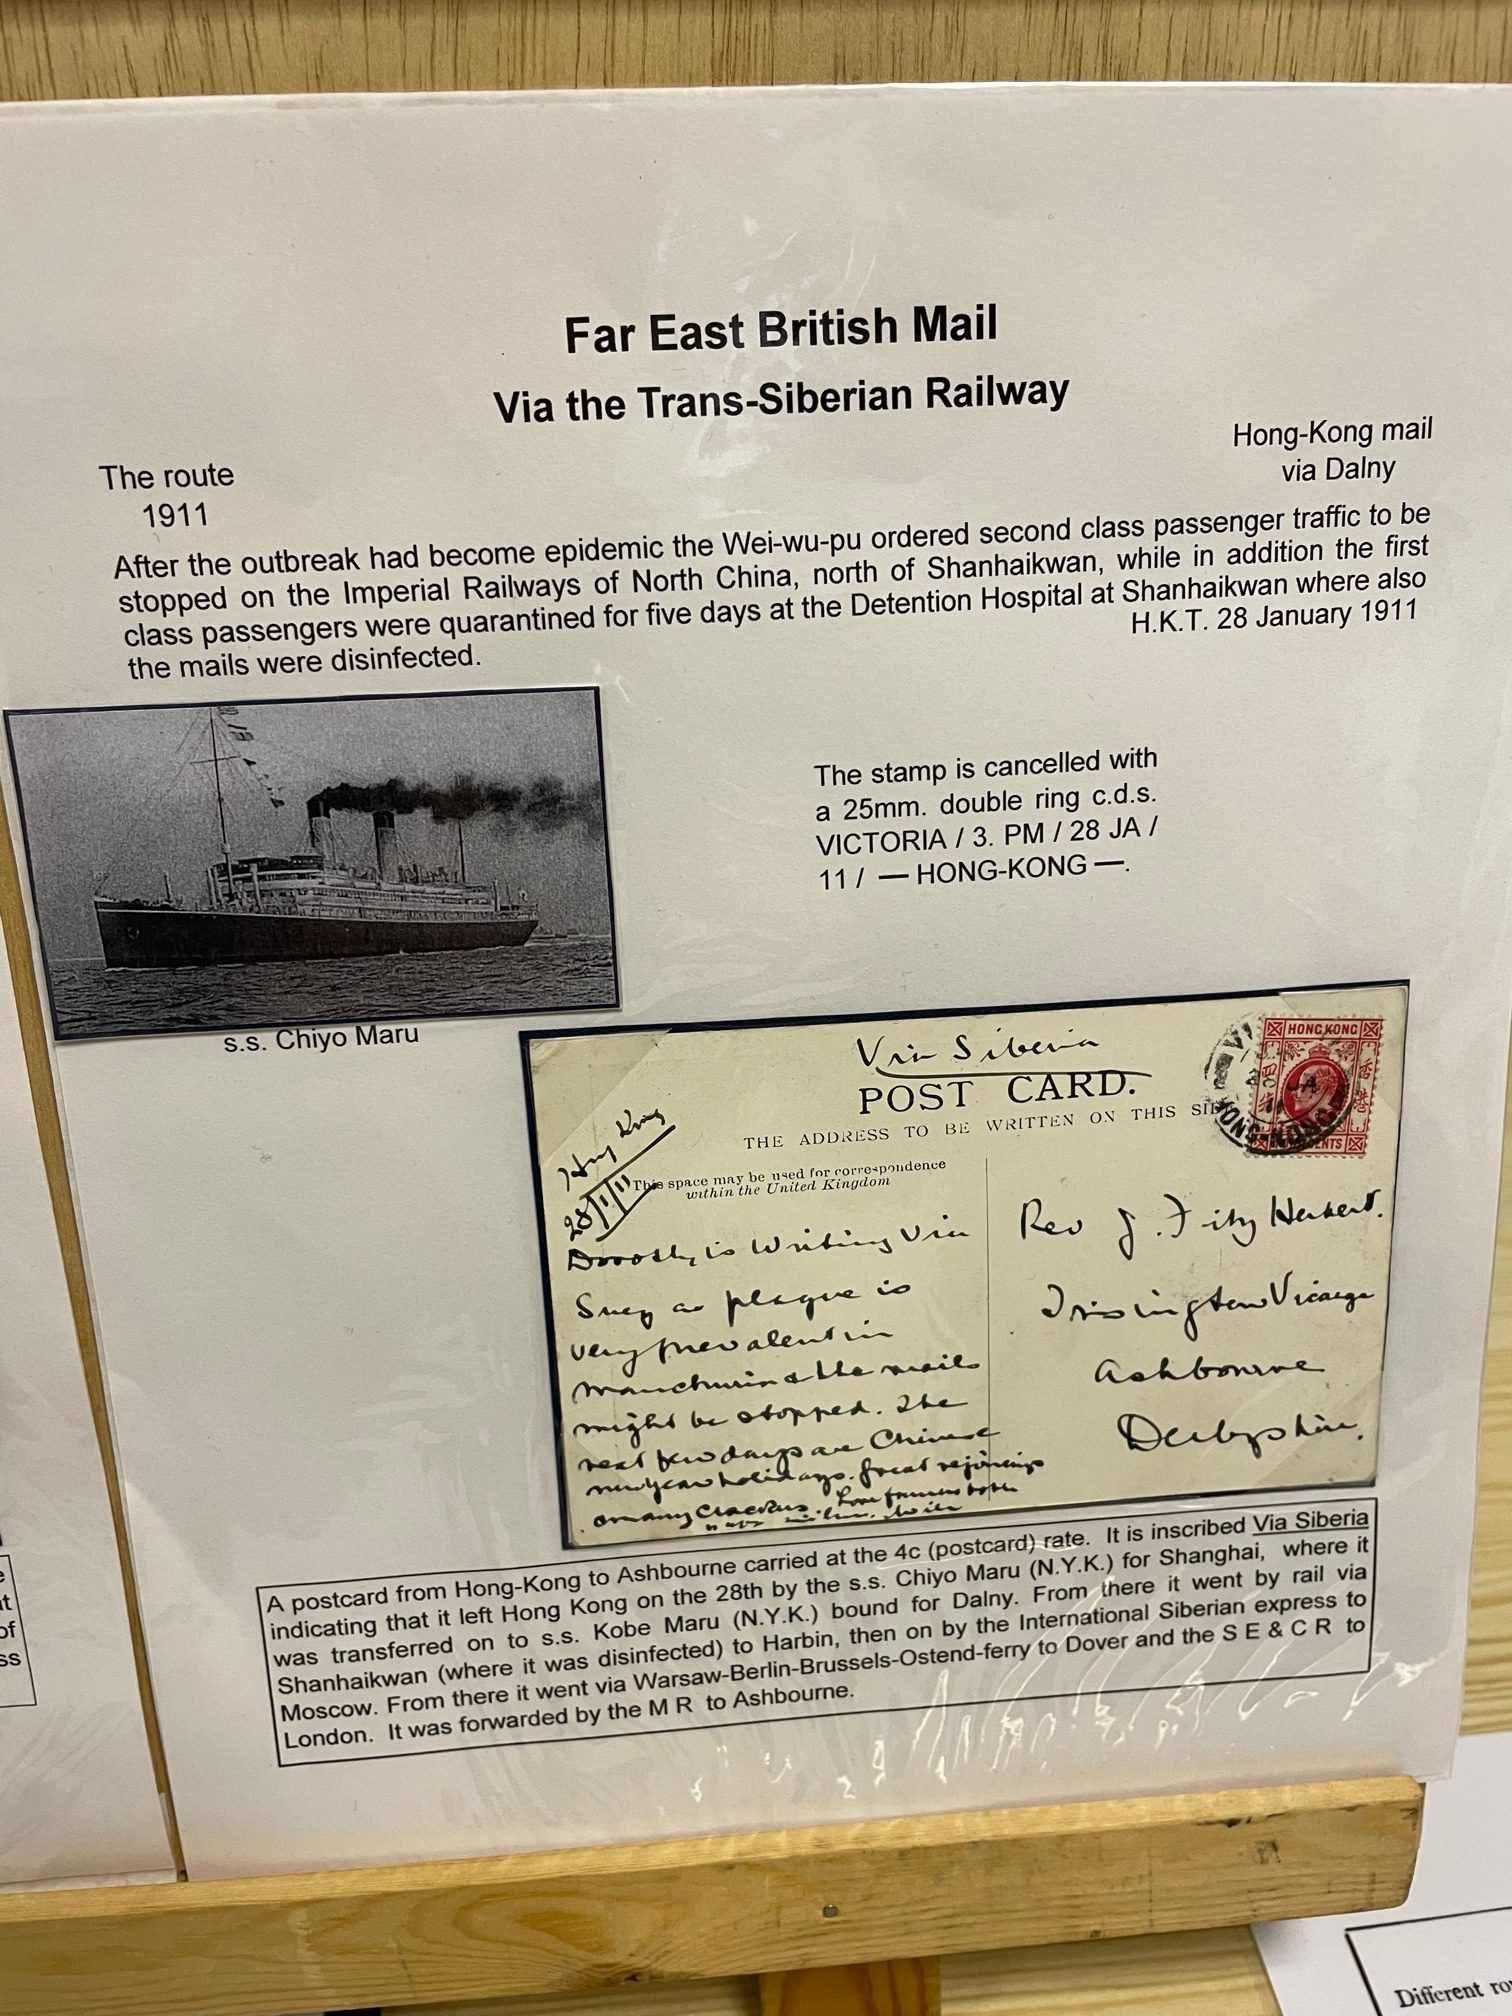 Far East British Mail
Via the Trans-Siberian Railway
The route
1911
Hong-Kong mail
via Dalny
After the outbreak had become epidemic the Wei-wu-pu ordered second class passenger traffic to be
stopped on the Imperial Railways of North China, north of Shanhaikwan, while in addition the first
class passengers were quarantined for five days at the Detention Hospital at Shanhaikwan where also
the mails were disinfected.
H.K.T. 28 January 1911
s.s. Chiyo Maru
The stamp is cancelled with
a 25mm. double ring c.d.s.
VICTORIA / 3. PM / 28 JA /
11 / — HONG-KONG —.
Via Siberia
POST CARD.
THE ADDRESS TO BE WRITTEN ON THIS SIDE
HONG KONG
HONG-KONG
CENTS
Hong Kong
28/1/11
This space may be used for correspondence
within the United Kingdom
Dorothy is writing via
Suez as plague is
very prevalent in
manchuria & the mails
might be stopped. The
next few days are Chinese
newyear holidays. Great rejoicings
& many crackers. Love from us both
Rev J. FitzHerbert.
Vicarage
Ashbourne
Derbyshire.
A postcard from Hong-Kong to Ashbourne carried at the 4c (postcard) rate. It is inscribed Via Siberia
indicating that it left Hong Kong on the 28th by the s.s. Chiyo Maru (N.Y.K.) for Shanghai, where it
was transferred on to s.s. Kobe Maru (N.Y.K.) bound for Dalny. From there it went by rail via
Shanhaikwan (where it was disinfected) to Harbin, then on by the International Siberian express to
Moscow. From there it went via Warsaw-Berlin-Brussels-Ostend-ferry to Dover and the S E & C R to
London. It was forwarded by the M R to Ashbourne.
Different